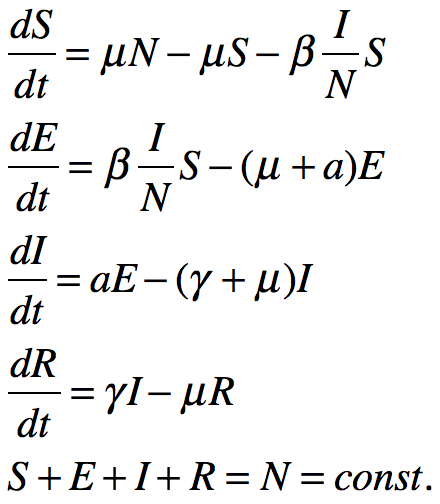 dS/dt = μN − μS − β I/N S
dE/dt = β I/N S − (μ + a)E
dI/dt = aE − (γ + μ)I
dR/dt = γI − μR
S + E + I + R = N = const.